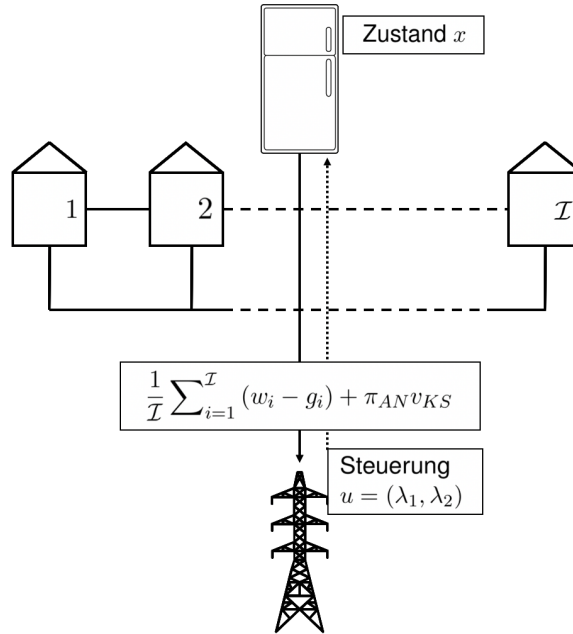 Zustand x
1
2
ℐ
\frac{1}{\mathcal{I}} \sum_{i=1}^{\mathcal{I}} (w_i - g_i) + \pi_{AN} v_{KS}
Steuerung
u = (λ₁, λ₂)